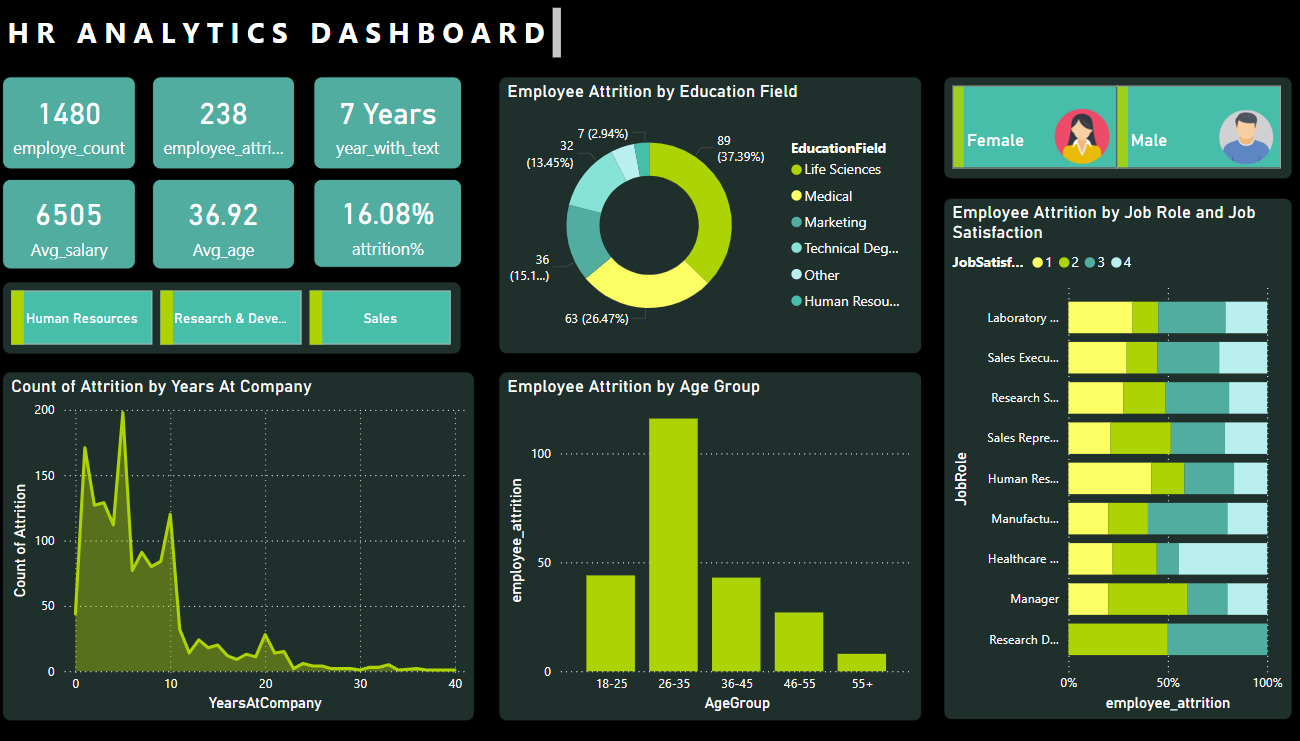 HR ANALYTICS DASHBOARD
1480
employe_count
238
employee_attri...
7 Years
year_with_text
6505
Avg_salary
36.92
Avg_age
16.08%
attrition%
Human Resources
Research & Deve...
Sales
Employee Attrition by Education Field
7 (2.94%)
32
(13.45%)
89
(37.39%)
36
(15.1...)
63 (26.47%)
EducationField
Life Sciences
Medical
Marketing
Technical Deg...
Other
Human Resou...
Female
Male
Count of Attrition by Years At Company
Count of Attrition
200
150
100
50
0
0 10 20 30 40
YearsAtCompany
Employee Attrition by Age Group
employee_attrition
100
50
0
18-25 26-35 36-45 46-55 55+
AgeGroup
Employee Attrition by Job Role and Job
Satisfaction
JobSatisf... 1 2 3 4
JobRole
Laboratory ...
Sales Execu...
Research S...
Sales Repre...
Human Res...
Manufactu...
Healthcare ...
Manager
Research D...
0% 50% 100%
employee_attrition